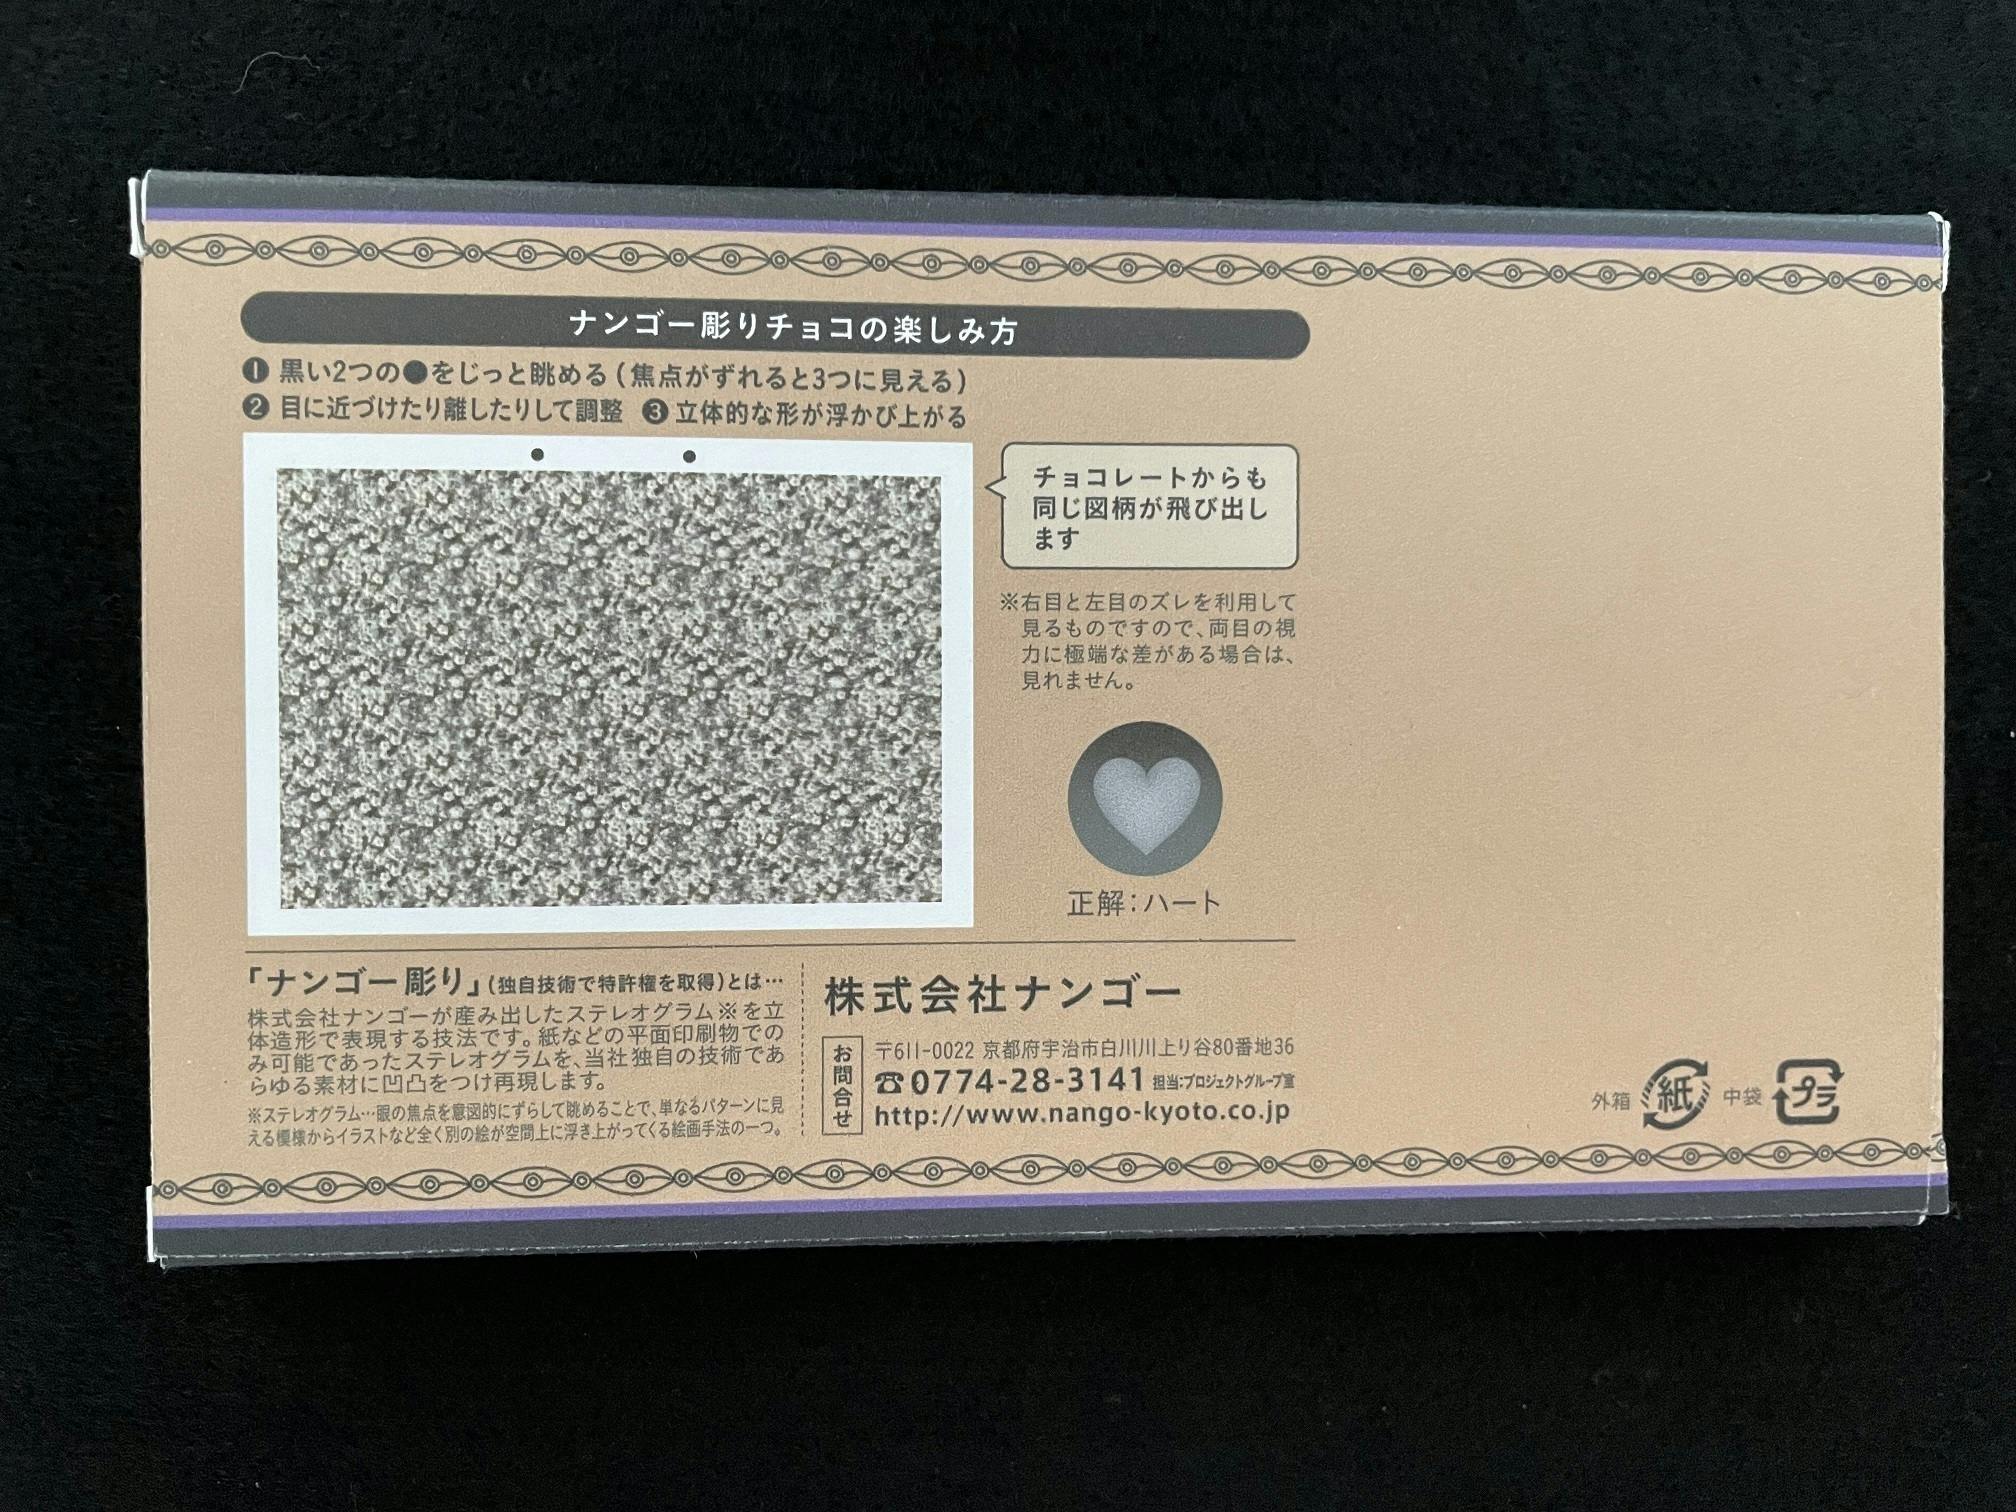 ナンゴー彫りチョコの楽しみ方
❶ 黒い2つの●をじっと眺める(焦点がずれると3つに見える)
❷ 目に近づけたり離したりして調整 ❸ 立体的な形が浮かび上がる
チョコレートからも
同じ図柄が飛び出し
ます
※右目と左目のズレを利用して
見るものですので、両目の視
力に極端な差がある場合は、
見れません。
正解:ハート
「ナンゴー彫り」(独自技術で特許権を取得)とは…
株式会社ナンゴーが産み出したステレオグラム※を立
体造形で表現する技法です。紙などの平面印刷物での
み可能であったステレオグラムを、当社独自の技術であ
らゆる素材に凹凸をつけ再現します。
※ステレオグラム…眼の焦点を意図的にずらして眺めることで、単なるパターンに見
える模様からイラストなど全く別の絵が空間上に浮き上がってくる絵画手法の一つ。
株式会社ナンゴー
お問合せ
〒611-0022 京都府宇治市白川川上り谷80番地36
☎0774-28-3141 担当:プロジェクトグループ室
http://www.nango-kyoto.co.jp
外箱 紙 中袋 プラ